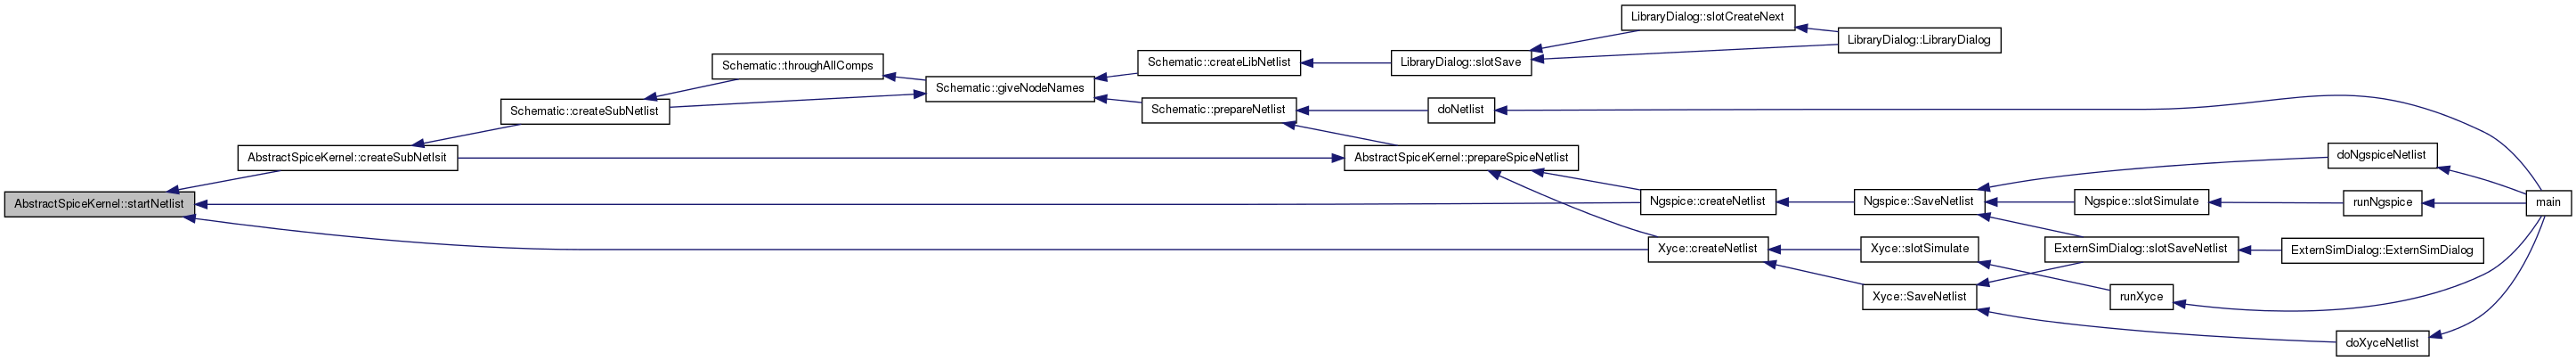 LibraryDialog::slotCreateNext
LibraryDialog::LibraryDialog
Schematic::throughAllComps
Schematic::createLibNetlist
LibraryDialog::slotSave
Schematic::giveNodeNames
Schematic::createSubNetlist
Schematic::prepareNetlist
doNetlist
AbstractSpiceKernel::createSubNetlsit
AbstractSpiceKernel::prepareSpiceNetlist
doNgspiceNetlist
AbstractSpiceKernel::startNetlist
Ngspice::createNetlist
Ngspice::SaveNetlist
Ngspice::slotSimulate
runNgspice
main
Xyce::createNetlist
Xyce::slotSimulate
ExternSimDialog::slotSaveNetlist
ExternSimDialog::ExternSimDialog
Xyce::SaveNetlist
runXyce
doXyceNetlist